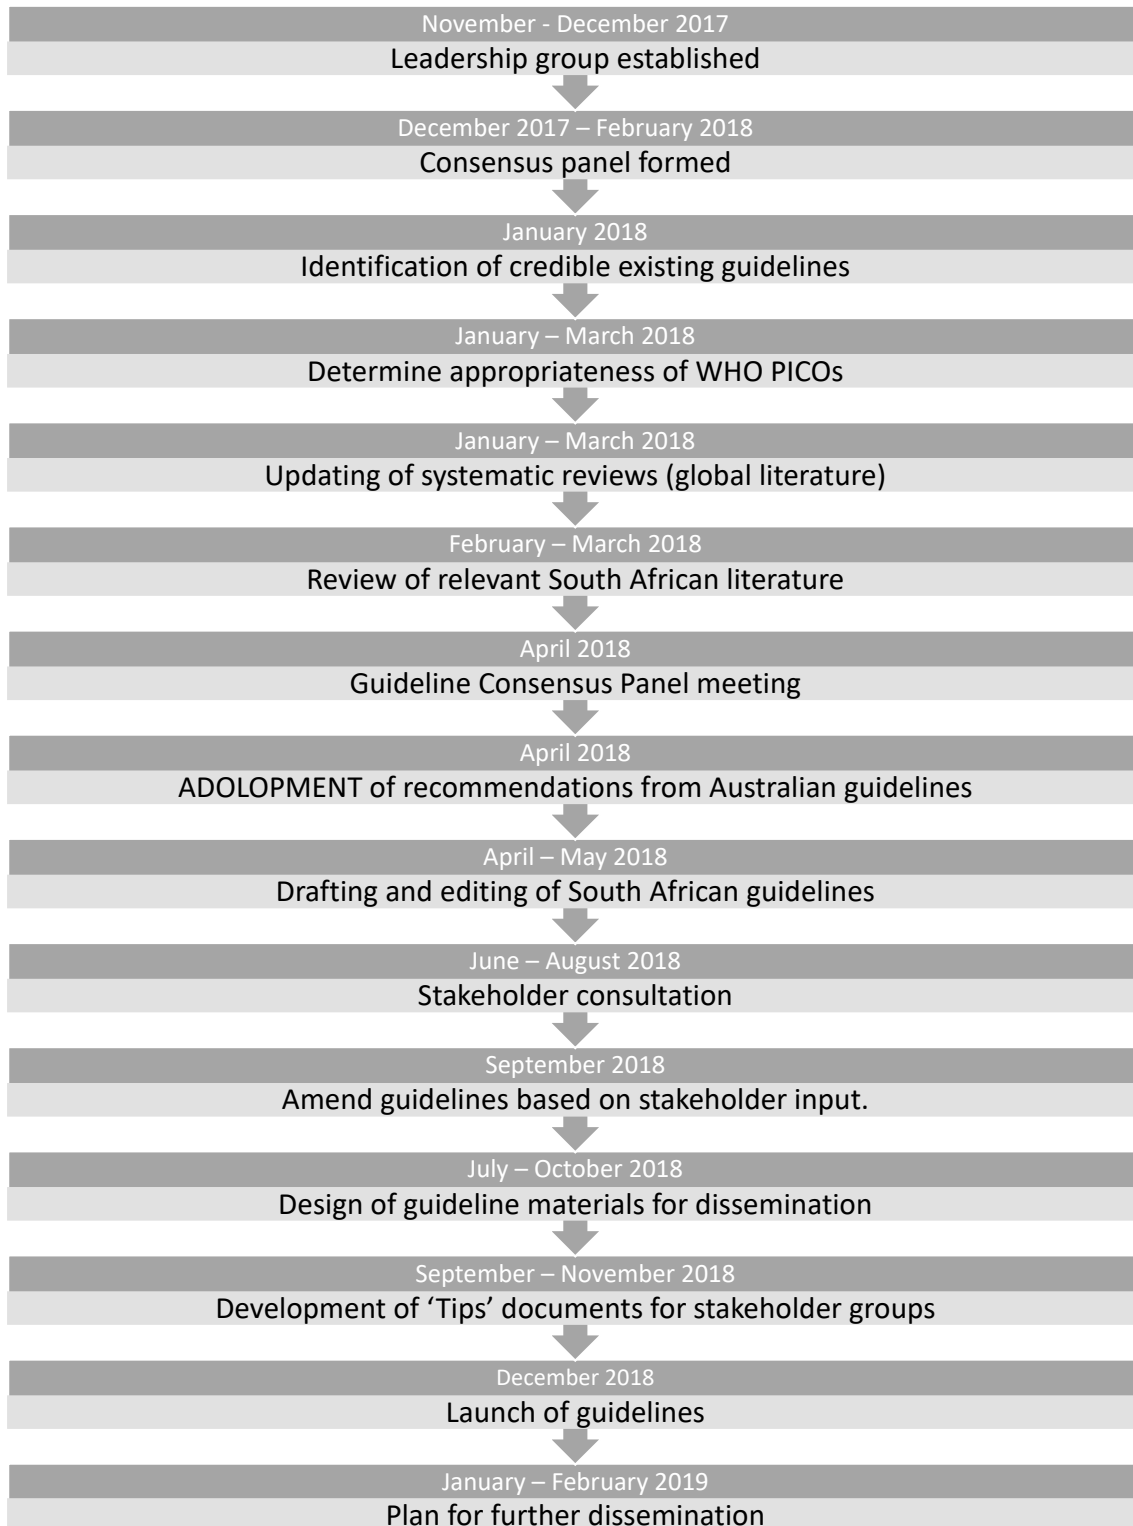 November - December 2017
Leadership group established
December 2017 – February 2018
Consensus panel formed
January 2018
Identification of credible existing guidelines
January – March 2018
Determine appropriateness of WHO PICOs
January – March 2018
Updating of systematic reviews (global literature)
February – March 2018
Review of relevant South African literature
April 2018
Guideline Consensus Panel meeting
April 2018
ADOLOPMENT of recommendations from Australian guidelines
April – May 2018
Drafting and editing of South African guidelines
June – August 2018
Stakeholder consultation
September 2018
Amend guidelines based on stakeholder input.
July – October 2018
Design of guideline materials for dissemination
September – November 2018
Development of ‘Tips’ documents for stakeholder groups
December 2018
Launch of guidelines
January – February 2019
Plan for further dissemination